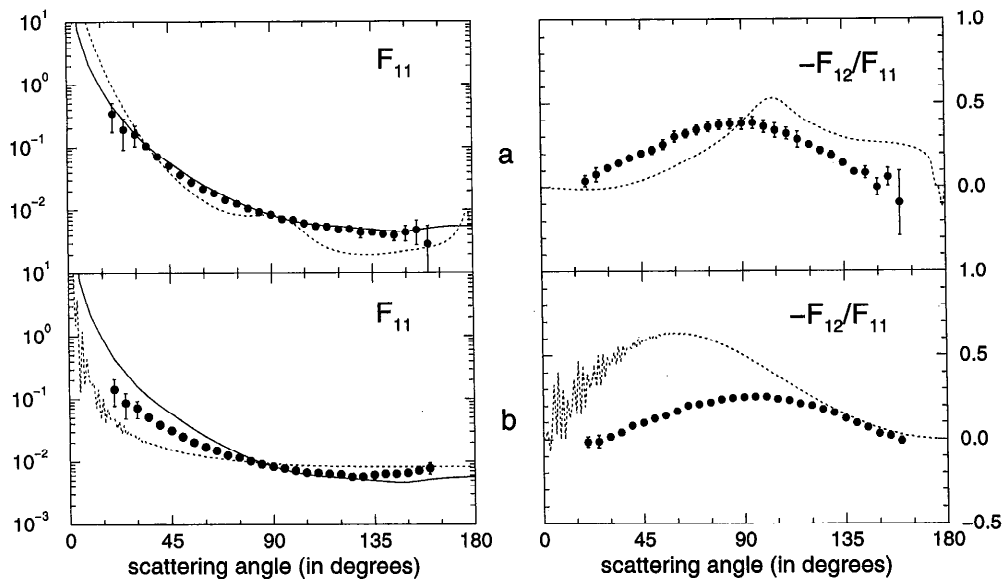 10¹
10⁰
10⁻¹
10⁻²
F₁₁
a
−F₁₂/F₁₁
1.0
0.5
0.0
10¹
10⁰
10⁻¹
10⁻²
10⁻³
F₁₁
b
−F₁₂/F₁₁
1.0
0.5
0.0
−0.5
0 45 90 135 180
0 45 90 135 180
scattering angle (in degrees)
scattering angle (in degrees)